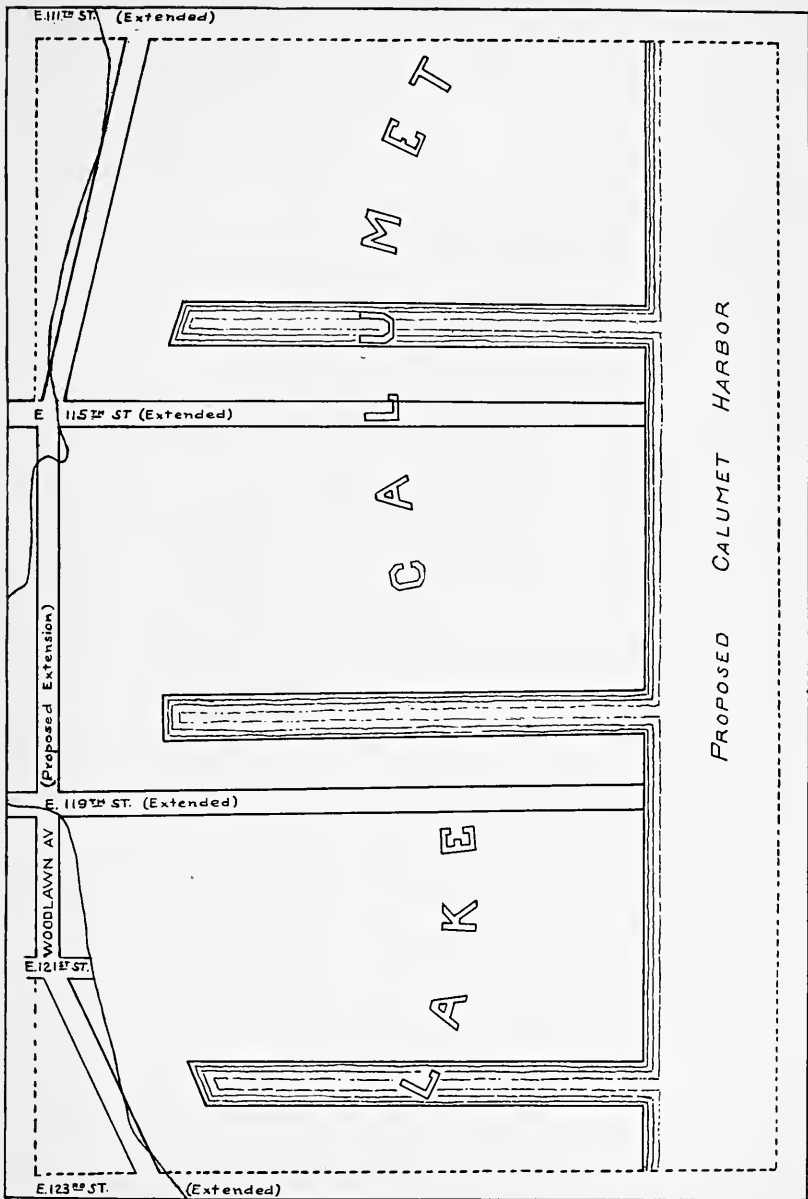 E. 111TH ST. (Extended)
E 115TH ST (Extended)
(Proposed Extension)
E. 119TH ST. (Extended)
WOODLAWN AV
E. 121ST ST.
E. 123RD ST. (Extended)
LAKE CALUMET
PROPOSED CALUMET HARBOR